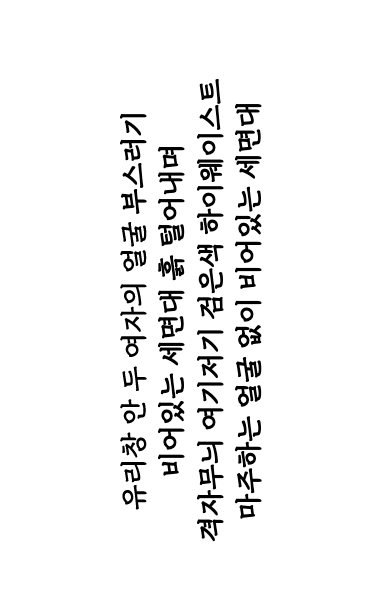 유리창 안 두 여자의 얼굴 부스러기
비어있는 세면대 흙 털어내며
격자무늬 여기저기 검은색 하이웨이스트
마주하는 얼굴 없이 비어있는 세면대